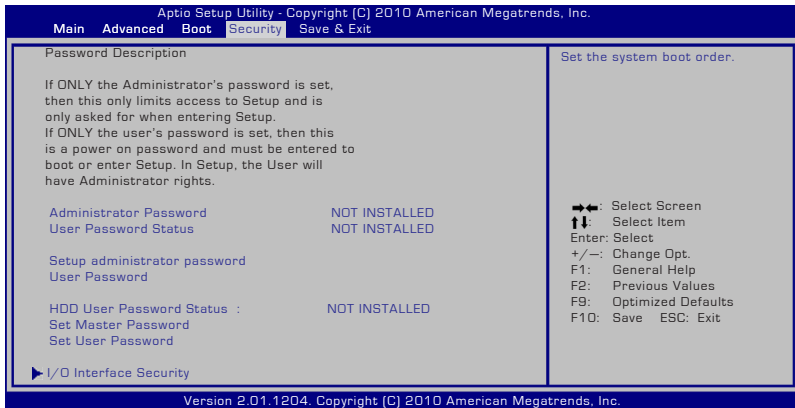 Aptio Setup Utility - Copyright (C) 2010 American Megatrends, Inc.
Main Advanced Boot Security Save & Exit
Password Description
If ONLY the Administrator's password is set,
then this only limits access to Setup and is
only asked for when entering Setup.
If ONLY the user's password is set, then this
is a power on password and must be entered to
boot or enter Setup. In Setup, the User will
have Administrator rights.
Administrator Password NOT INSTALLED
User Password Status NOT INSTALLED
Setup administrator password
User Password
HDD User Password Status : NOT INSTALLED
Set Master Password
Set User Password
I/O Interface Security
Set the system boot order.
→←: Select Screen
↑↓: Select Item
Enter: Select
+/—: Change Opt.
F1: General Help
F2: Previous Values
F9: Optimized Defaults
F10: Save ESC: Exit
Version 2.01.1204. Copyright (C) 2010 American Megatrends, Inc.